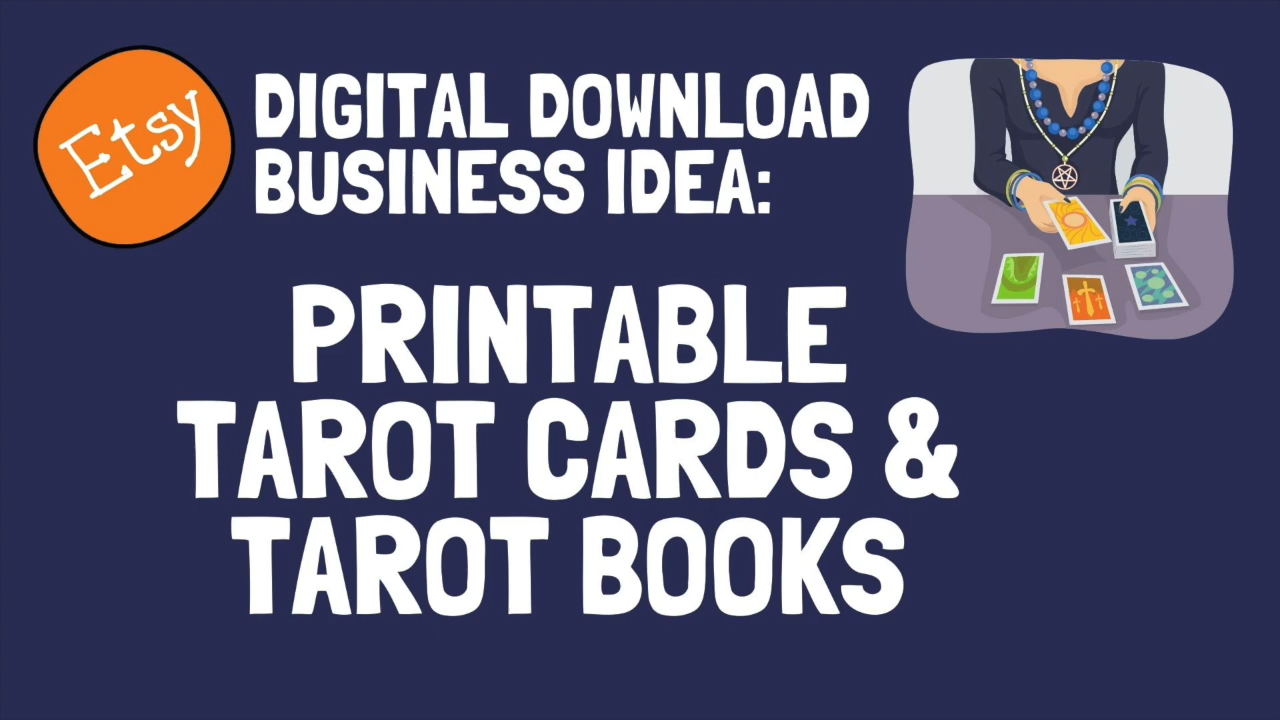 Etsy
DIGITAL DOWNLOAD
BUSINESS IDEA:
PRINTABLE
TAROT CARDS &
TAROT BOOKS